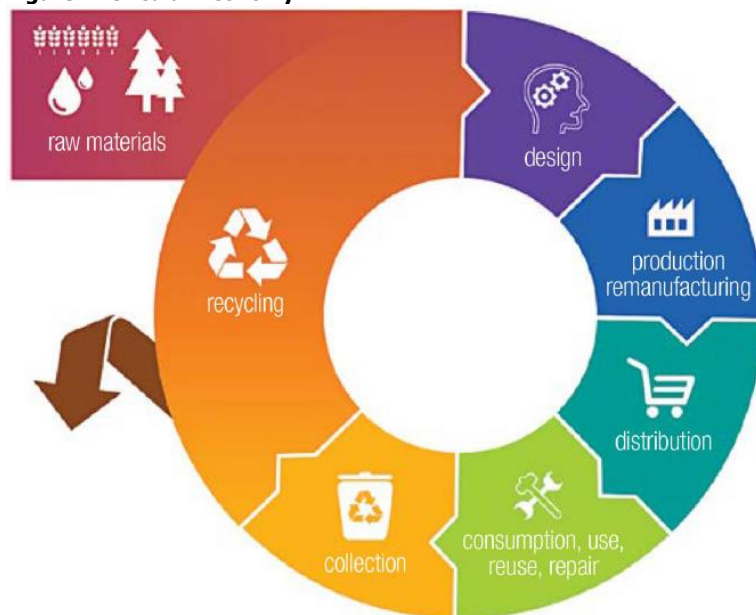 raw materials
design
production
remanufacturing
distribution
consumption, use,
reuse, repair
collection
recycling